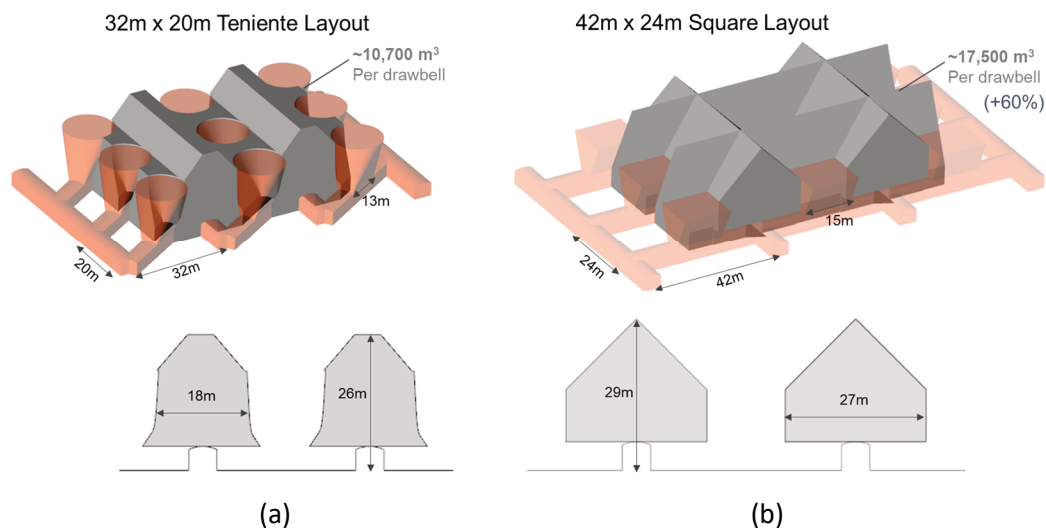 32m x 20m Teniente Layout
~10,700 m³
Per drawbell
13m
20m
32m
18m
26m
(a)
42m x 24m Square Layout
~17,500 m³
Per drawbell
(+60%)
15m
24m
42m
29m
27m
(b)